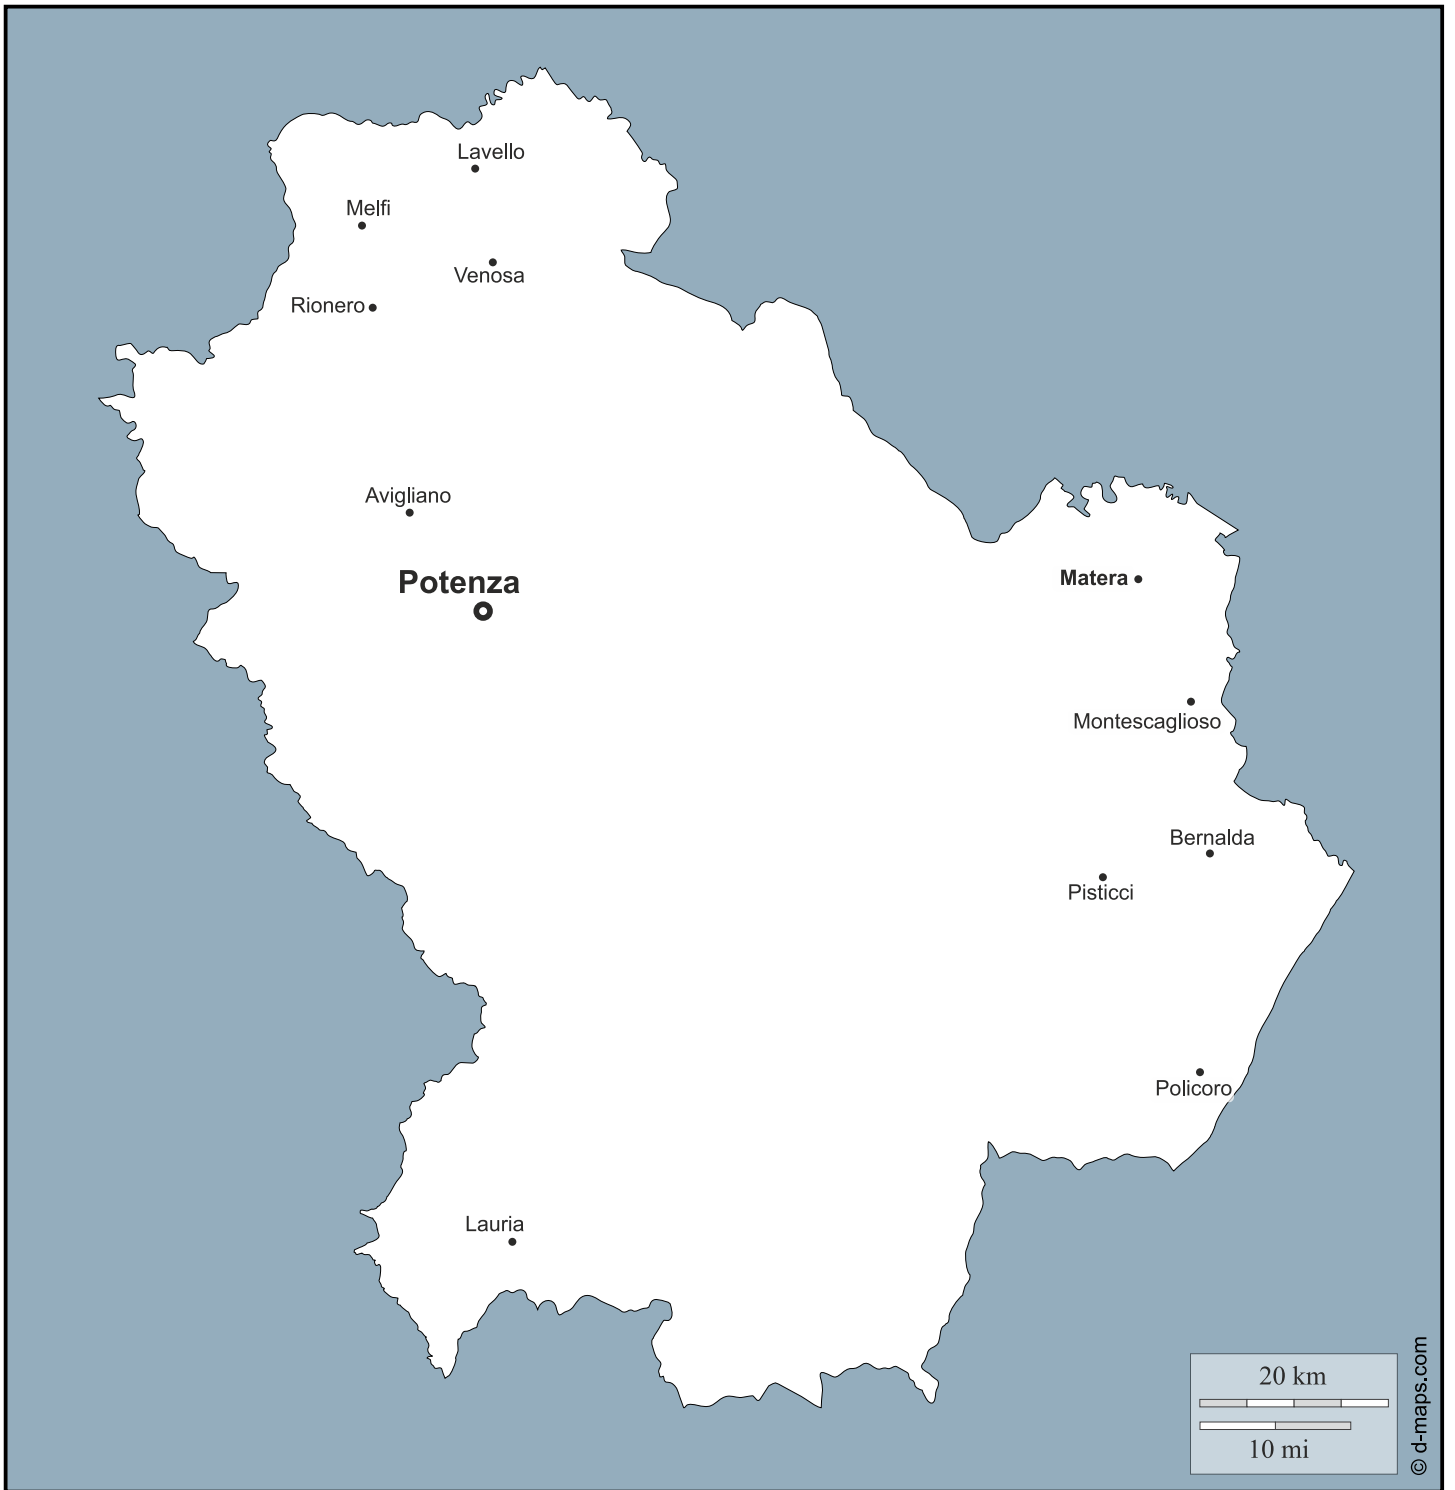 Lavello
Melfi
Venosa
Rionero
Avigliano
Potenza
Matera
Montescaglioso
Bernalda
Pisticci
Policoro
Lauria
20 km
10 mi
© d-maps.com